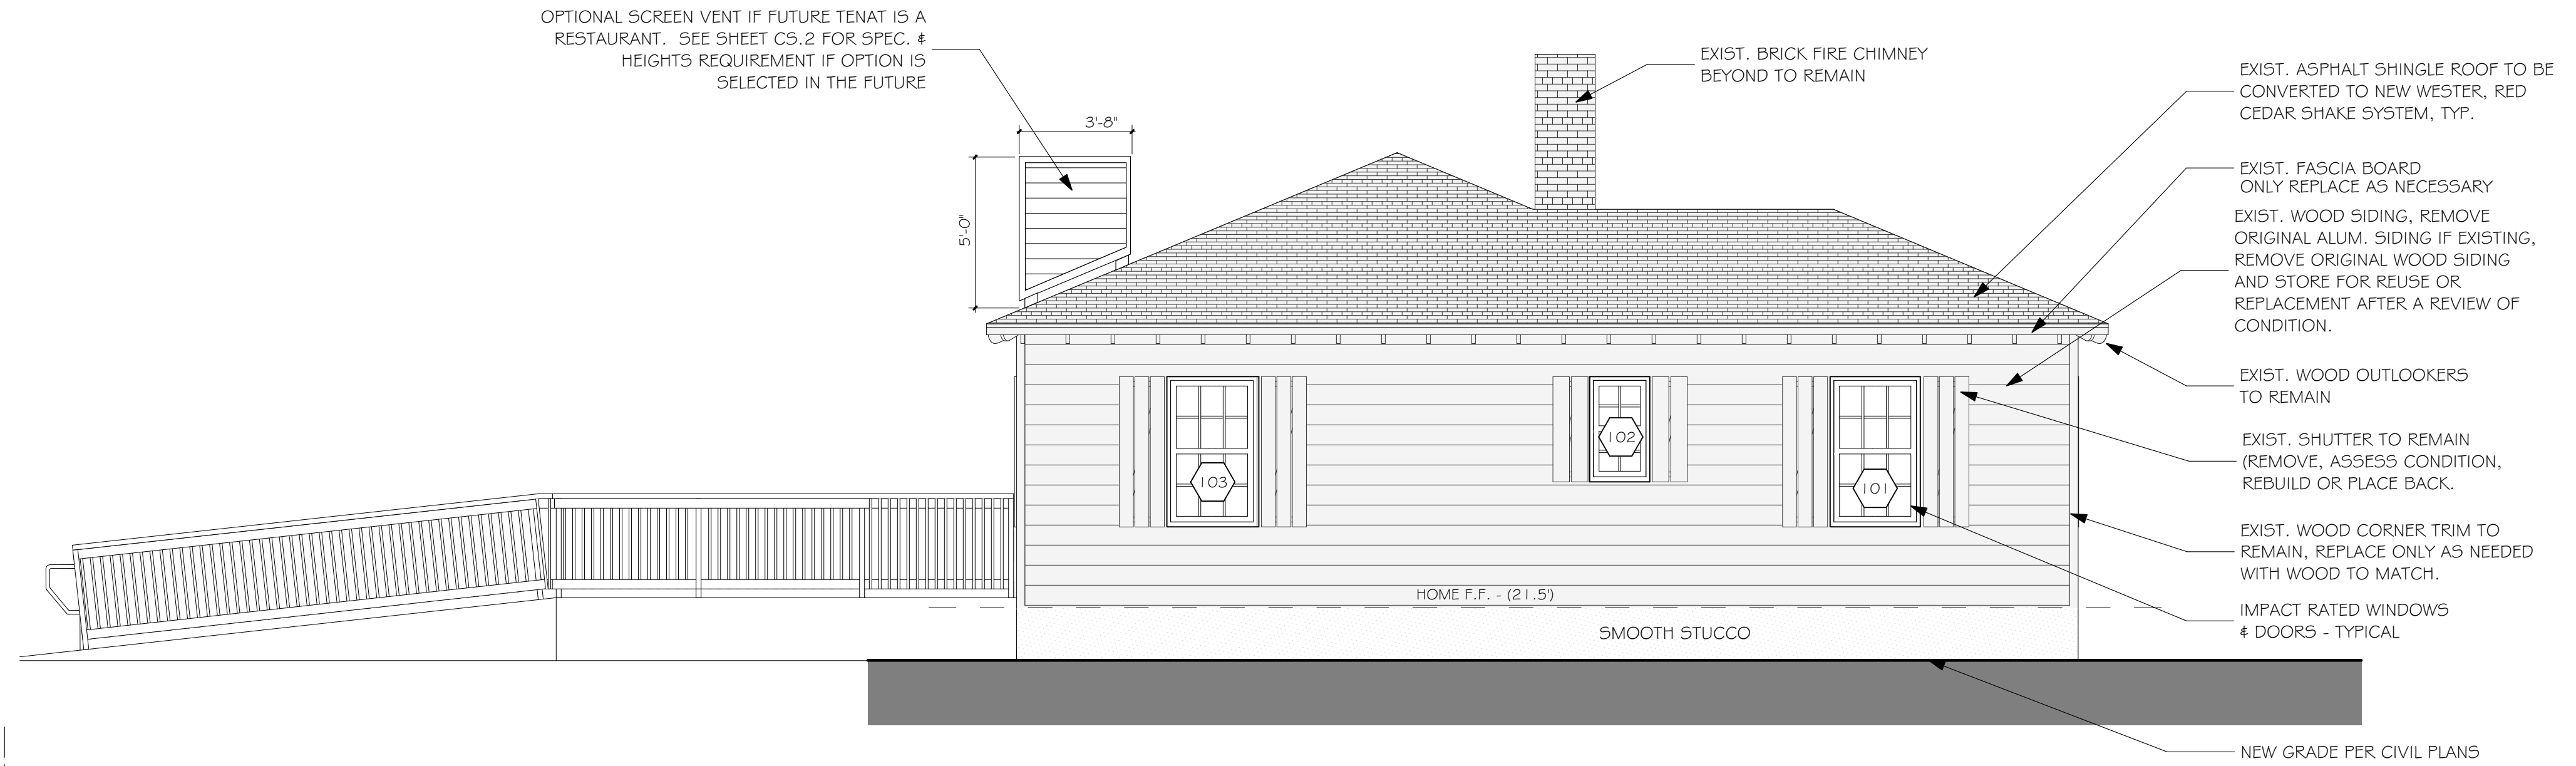 OPTIONAL SCREEN VENT IF FUTURE TENAT IS A
RESTAURANT.  SEE SHEET CS.2 FOR SPEC. &
HEIGHTS REQUIREMENT IF OPTION IS
SELECTED IN THE FUTURE
3'-8"
5'-0"
EXIST. BRICK FIRE CHIMNEY
BEYOND TO REMAIN
EXIST. ASPHALT SHINGLE ROOF TO BE
CONVERTED TO NEW WESTER, RED
CEDAR SHAKE SYSTEM, TYP.
EXIST. FASCIA BOARD
ONLY REPLACE AS NECESSARY
EXIST. WOOD SIDING, REMOVE
ORIGINAL ALUM. SIDING IF EXISTING,
REMOVE ORIGINAL WOOD SIDING
AND STORE FOR REUSE OR
REPLACEMENT AFTER A REVIEW OF
CONDITION.
EXIST. WOOD OUTLOOKERS
TO REMAIN
EXIST. SHUTTER TO REMAIN
(REMOVE, ASSESS CONDITION,
REBUILD OR PLACE BACK.
EXIST. WOOD CORNER TRIM TO
REMAIN, REPLACE ONLY AS NEEDED
WITH WOOD TO MATCH.
IMPACT RATED WINDOWS
& DOORS - TYPICAL
NEW GRADE PER CIVIL PLANS
103
102
101
HOME F.F. - (21.5')
SMOOTH STUCCO